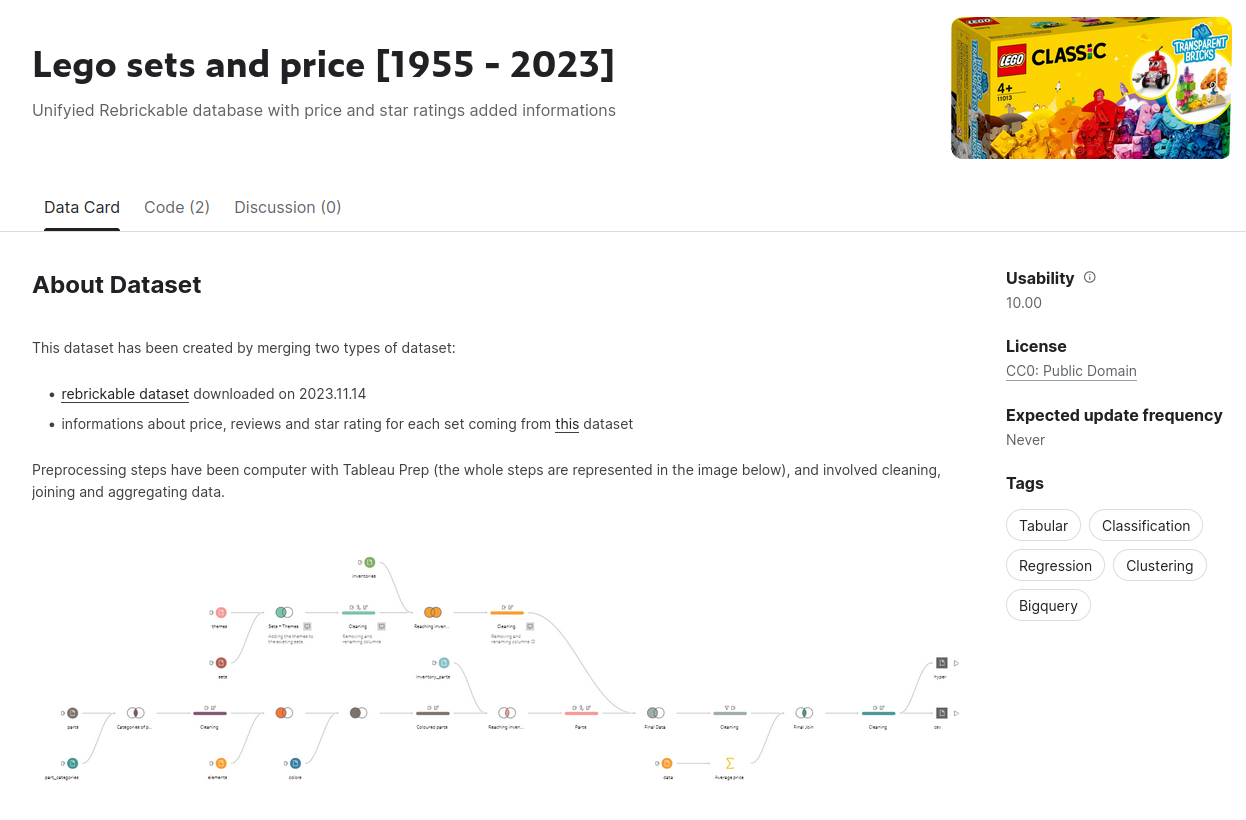 Lego sets and price [1955 - 2023]
Unifyied Rebrickable database with price and star ratings added informations
LEGO
LEGO
CLASSIC
4+
11013
TRANSPARENT
BRICKS
Data Card
Code (2)
Discussion (0)
About Dataset
This dataset has been created by merging two types of dataset:
• rebrickable dataset downloaded on 2023.11.14
• informations about price, reviews and star rating for each set coming from this dataset
Preprocessing steps have been computer with Tableau Prep (the whole steps are represented in the image below), and involved cleaning,
joining and aggregating data.
Usability
10.00
License
CC0: Public Domain
Expected update frequency
Never
Tags
Tabular
Classification
Regression
Clustering
Bigquery
inventories
themes
Sets + Themes
Adding the themes to
the existing sets
Cleaning
Removing and
renaming columns
Reaching inven...
Cleaning
Removing and
renaming columns
sets
inventory_parts
hyper
parts
Categories of p...
Cleaning
Coloured parts
Reaching inven...
Parts
Final Data
Cleaning
Final Join
Cleaning
csv
part_categories
elements
colors
data
Average price